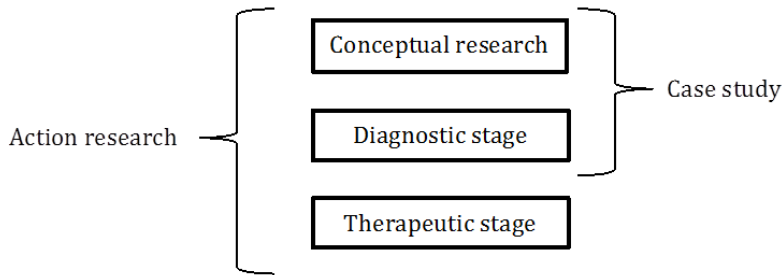 Conceptual research
Case study
Diagnostic stage
Action research
Therapeutic stage